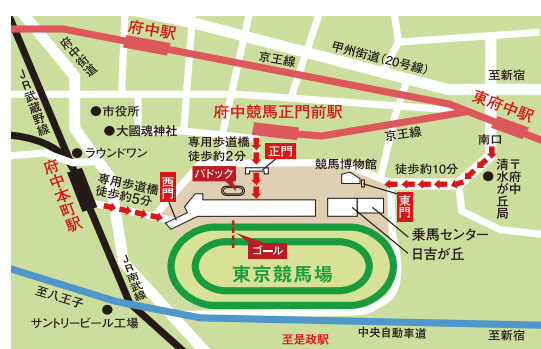 府中駅
府中街道
甲州街道(20号線)
京王線
至新宿
JR武蔵野線
東府中駅
市役所
府中競馬正門前駅
大國魂神社
京王線
南口
専用歩道橋
徒歩約2分
正門
ラウンドワン
競馬博物館
徒歩約10分
〒府中
清水が丘局
府中本町駅
専用歩道橋
徒歩約5分
西門
パドック
東門
乗馬センター
日吉が丘
ゴール
東京競馬場
JR南武線
至八王子
サントリービール工場
至是政駅
中央自動車道
至新宿